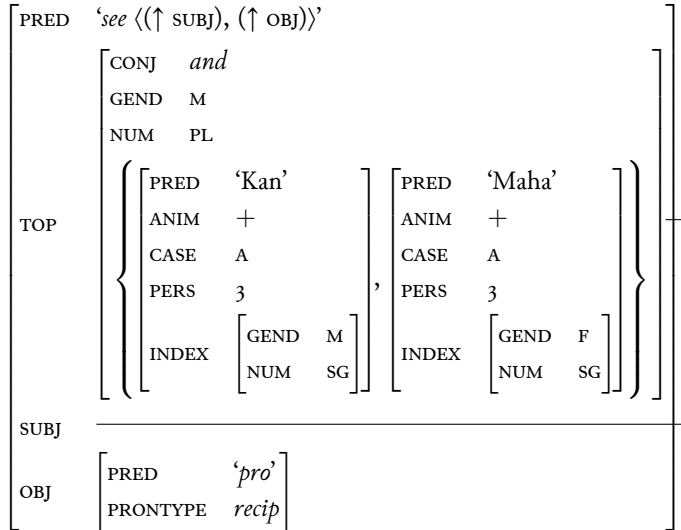 PRED ‘see ⟨(↑ SUBJ), (↑ OBJ)⟩’
CONJ and
GEND M
NUM PL
PRED ‘Kan’ PRED ‘Maha’
ANIM + ANIM +
TOP CASE A CASE A
PERS 3 , PERS 3
GEND M GEND F
INDEX INDEX
NUM SG NUM SG
SUBJ
PRED ‘pro’
OBJ
PRONTYPE recip